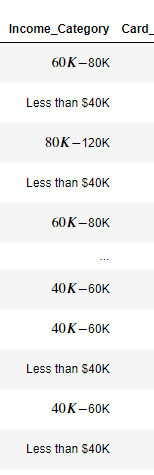 Income_Category Card_
60K–80K
Less than $40K
80K–120K
Less than $40K
60K–80K
...
40K–60K
40K–60K
Less than $40K
40K–60K
Less than $40K